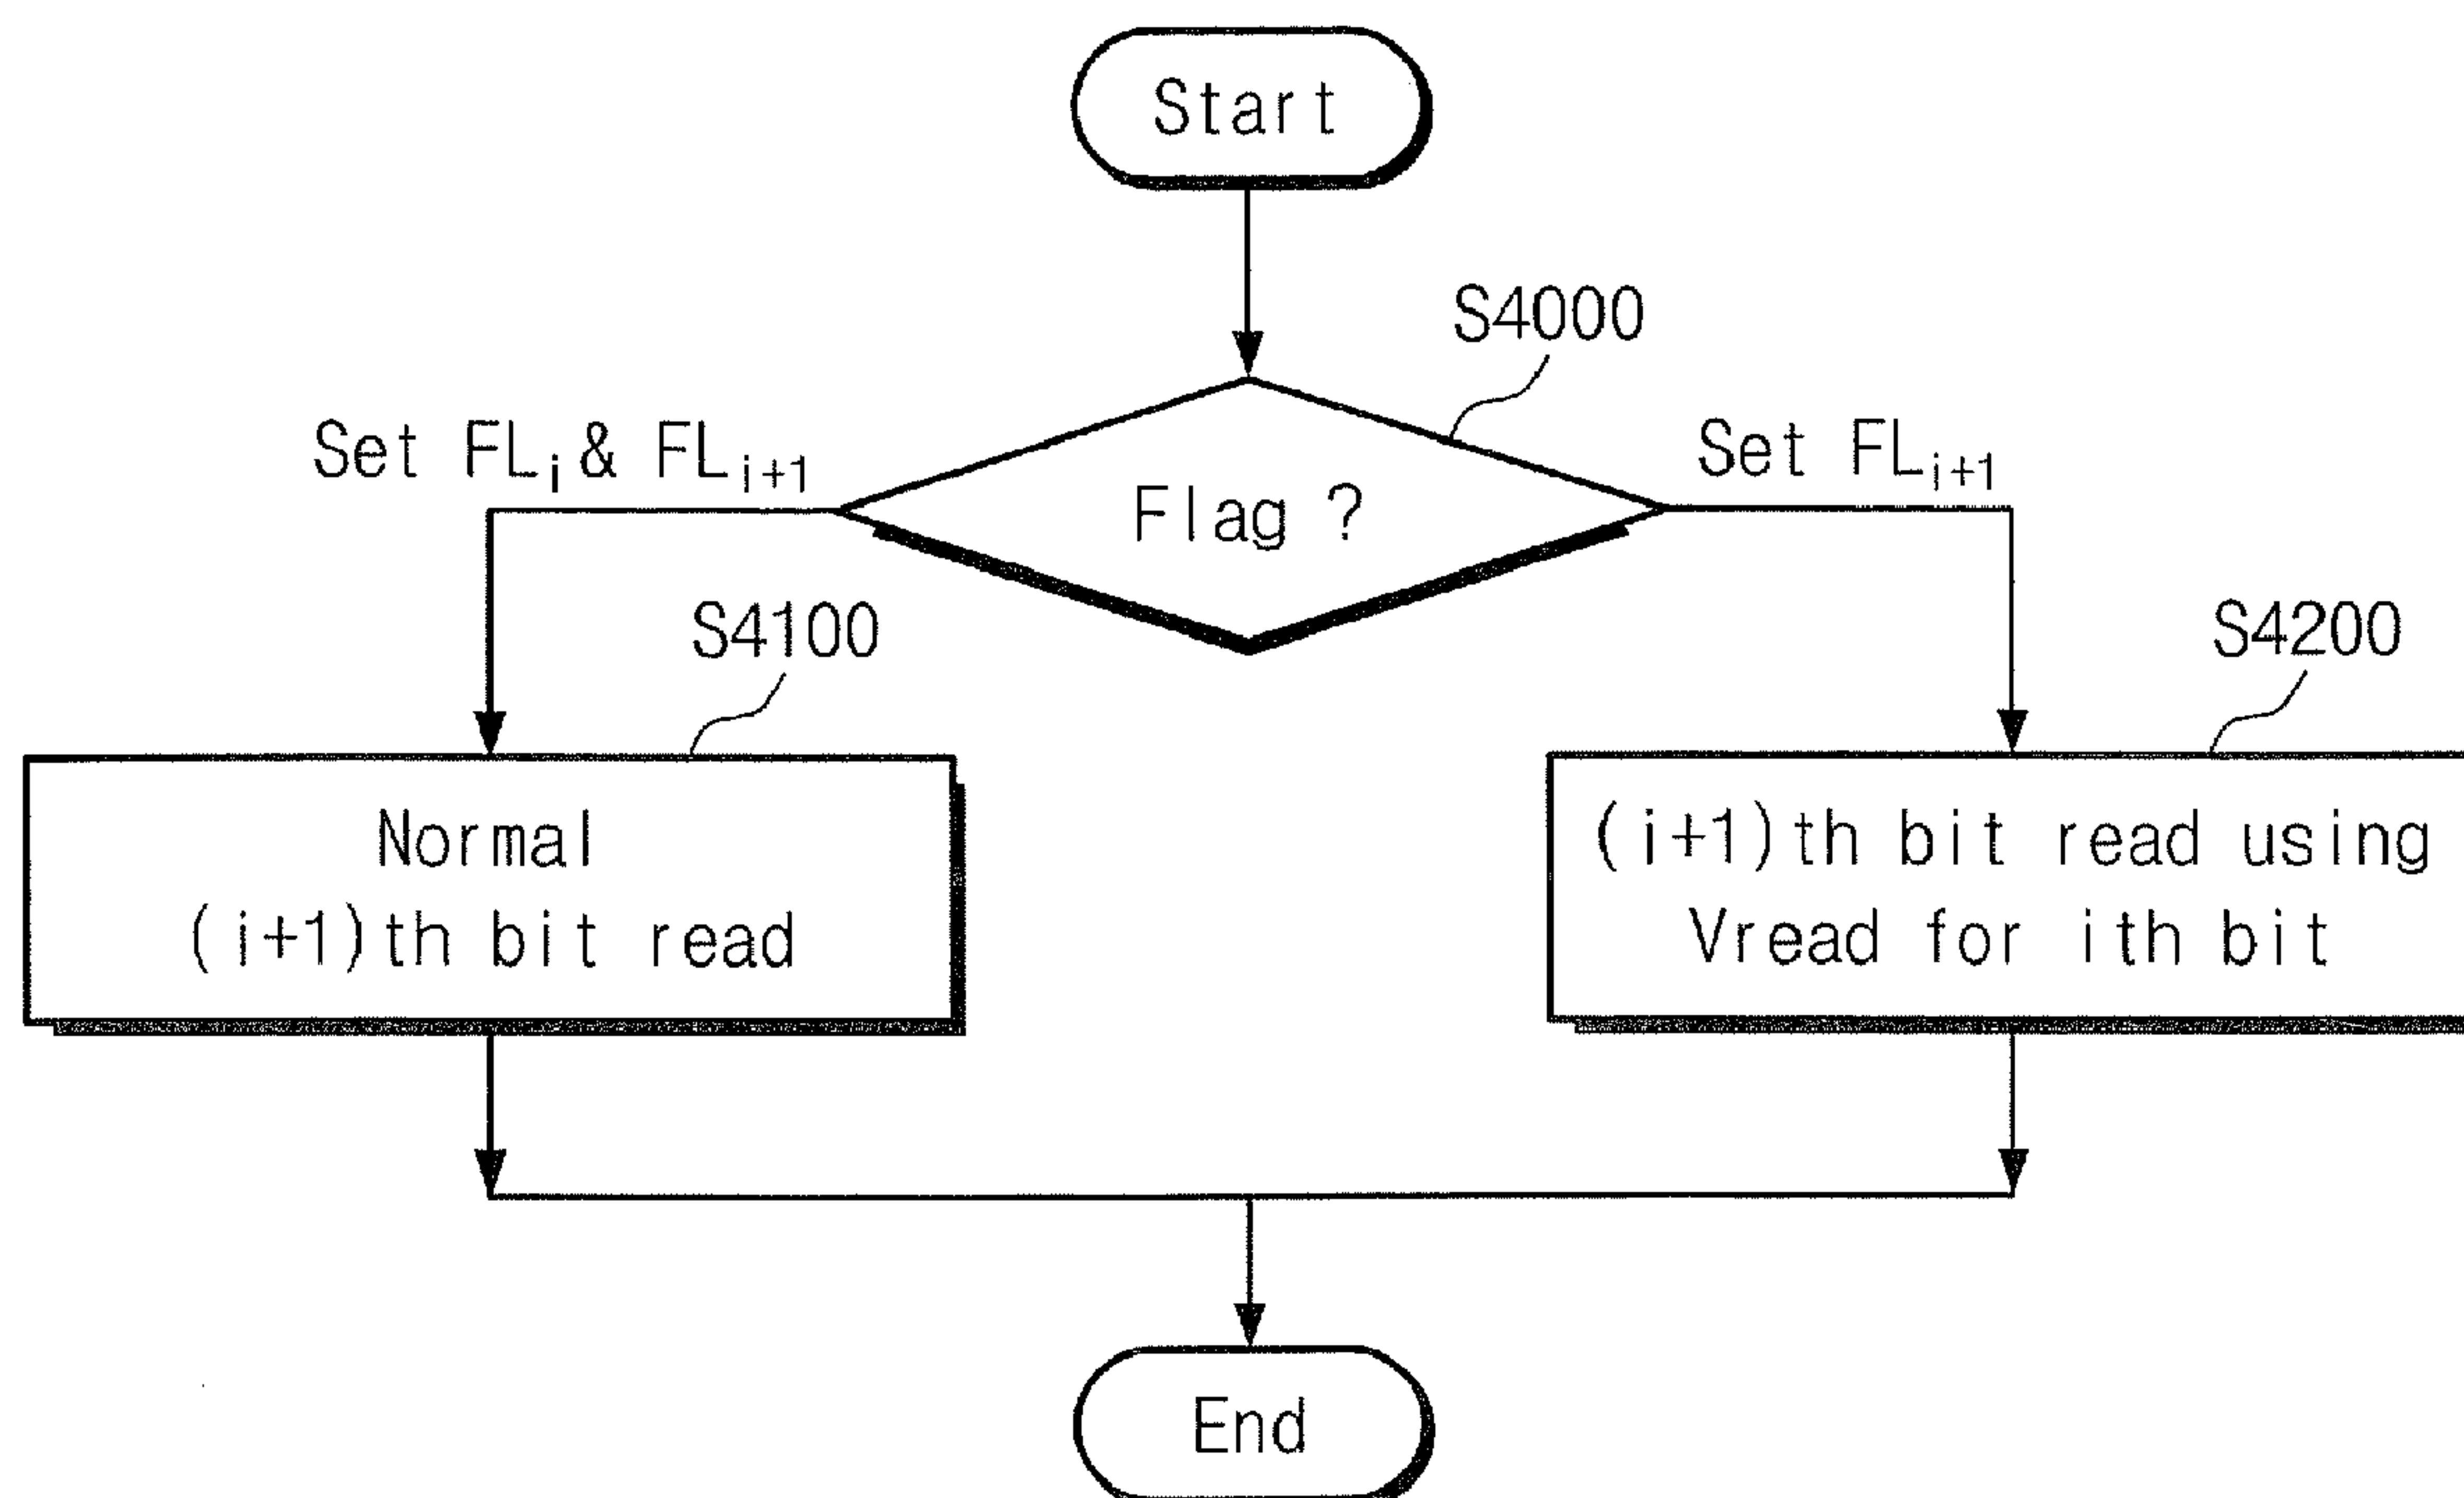 Start
S4000
Set FLi & FLi+1
Set FLi+1
Flag ?
S4100
S4200
Normal
(i+1)th bit read
(i+1)th bit read using
Vread for ith bit
End